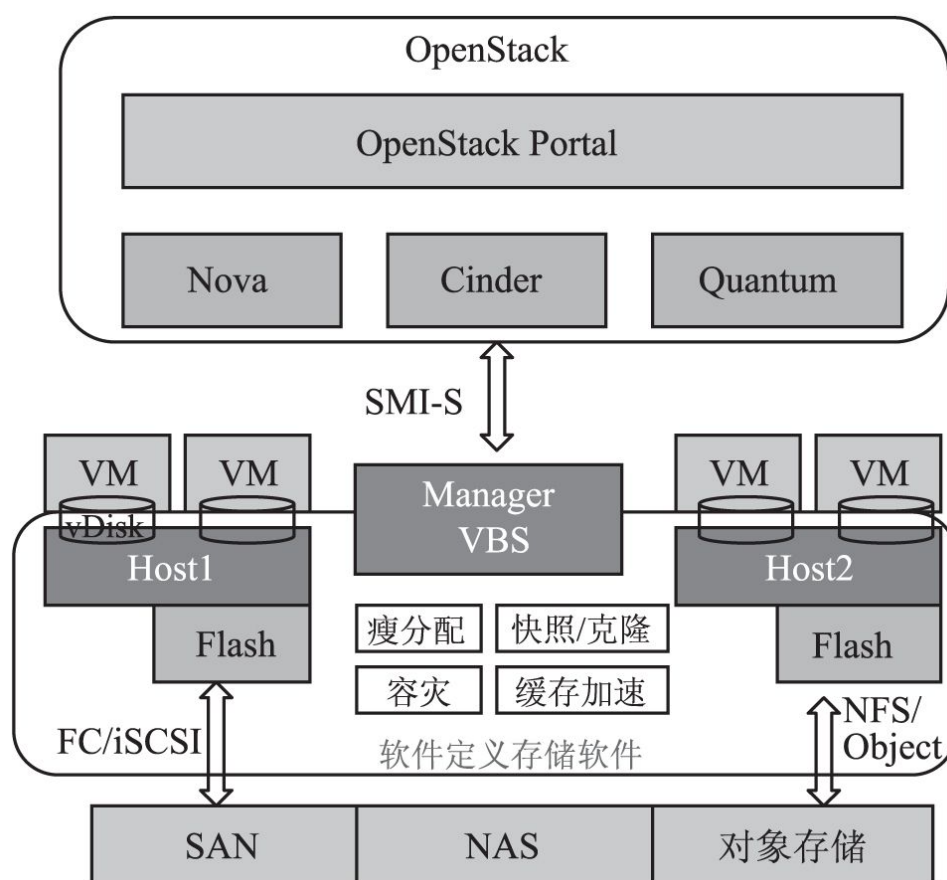 OpenStack
OpenStack Portal
Nova
Cinder
Quantum
SMI-S
VM
VM
Manager
VBS
VM
VM
vDisk
Host1
Host2
Flash
瘦分配
快照/克隆
Flash
容灾
缓存加速
FC/iSCSI
NFS/
Object
软件定义存储软件
SAN
NAS
对象存储